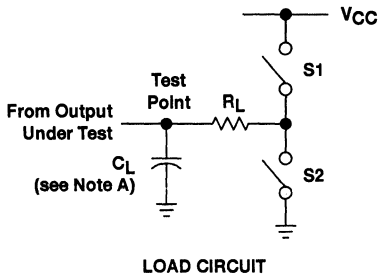 VCC
S1
Test
Point
RL
From Output
Under Test
CL
(see Note A)
S2
LOAD CIRCUIT